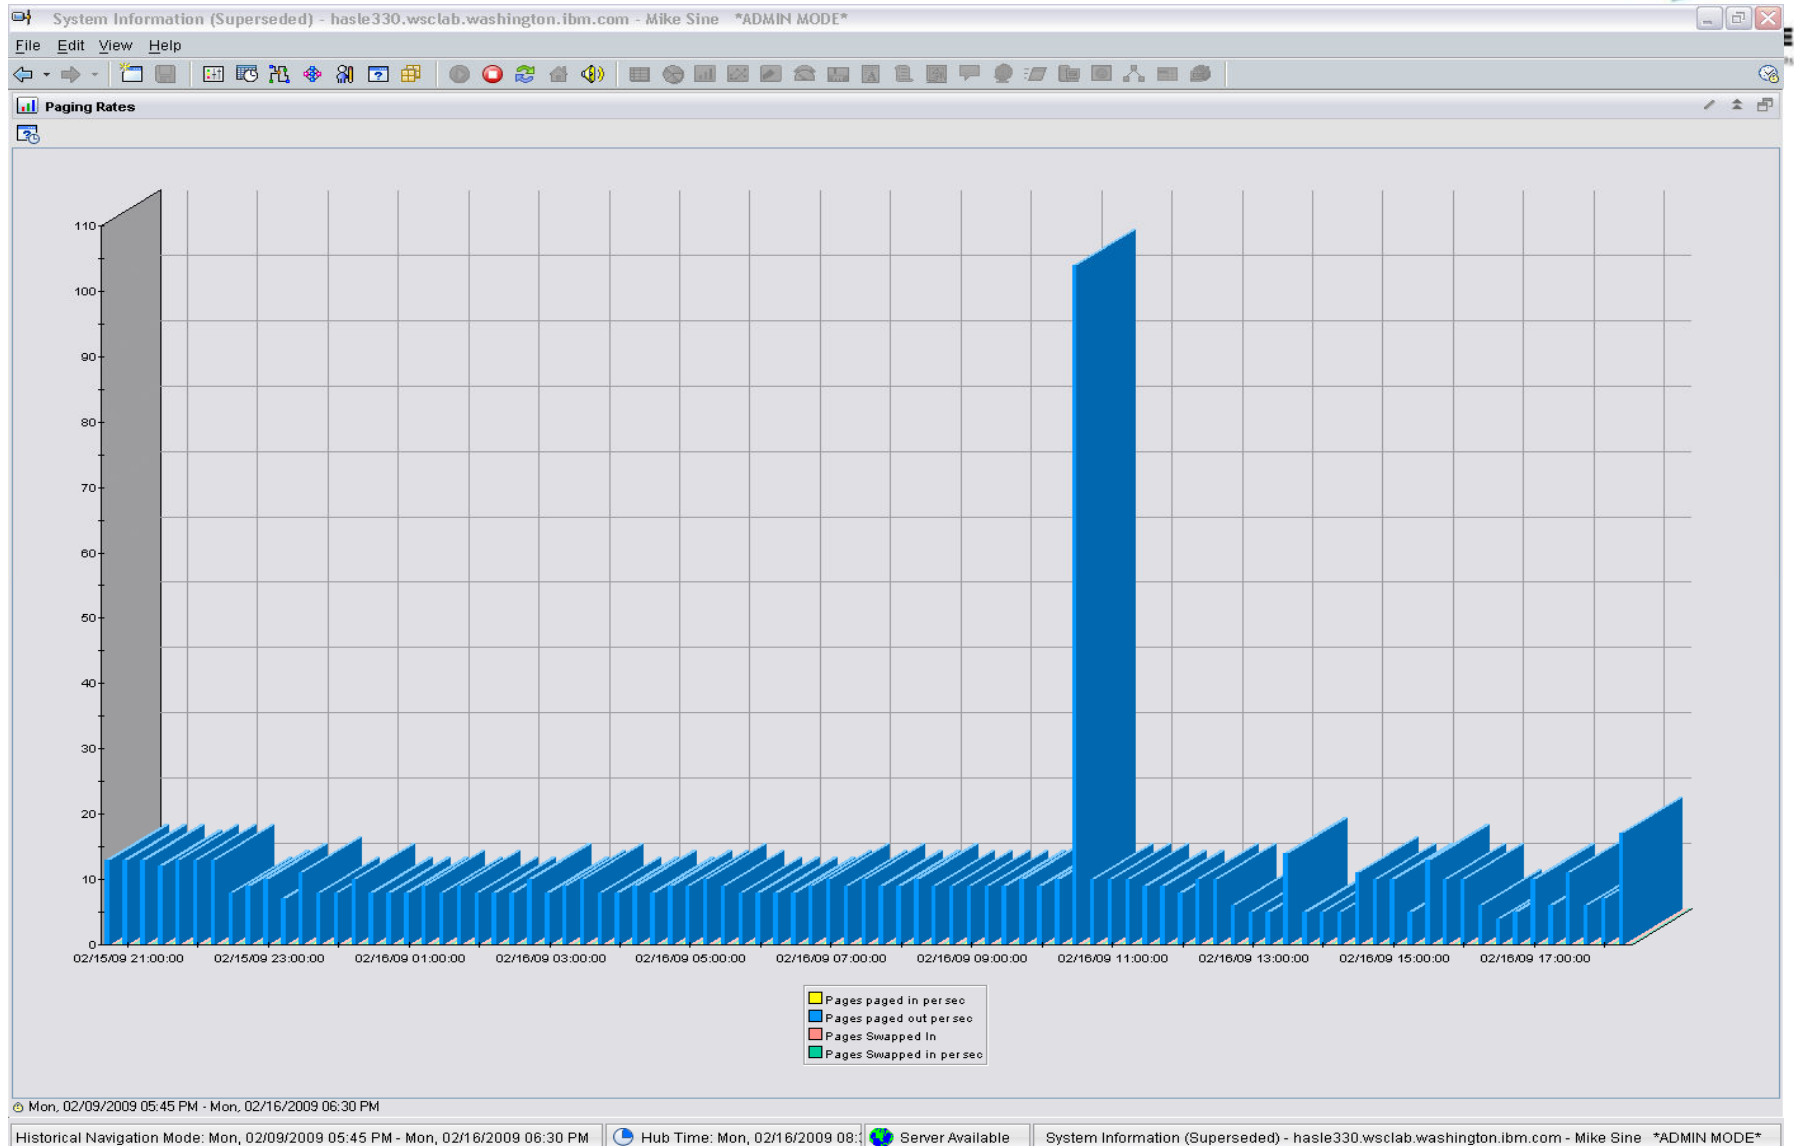 System Information (Superseded) - hasle330.wsclab.washington.ibm.com - Mike Sine *ADMIN MODE*
File Edit View Help
Paging Rates
110
100
90
80
70
60
50
40
30
20
10
0
02/15/09 21:00:00 02/15/09 23:00:00 02/16/09 01:00:00 02/16/09 03:00:00 02/16/09 05:00:00 02/16/09 07:00:00 02/16/09 09:00:00 02/16/09 11:00:00 02/16/09 13:00:00 02/16/09 15:00:00 02/16/09 17:00:00
Pages paged in per sec
Pages paged out per sec
Pages Swapped In
Pages Swapped in per sec
Mon, 02/09/2009 05:45 PM - Mon, 02/16/2009 06:30 PM
Historical Navigation Mode: Mon, 02/09/2009 05:45 PM - Mon, 02/16/2009 06:30 PM Hub Time: Mon, 02/16/2009 08: Server Available System Information (Superseded) - hasle330.wsclab.washington.ibm.com - Mike Sine *ADMIN MODE*